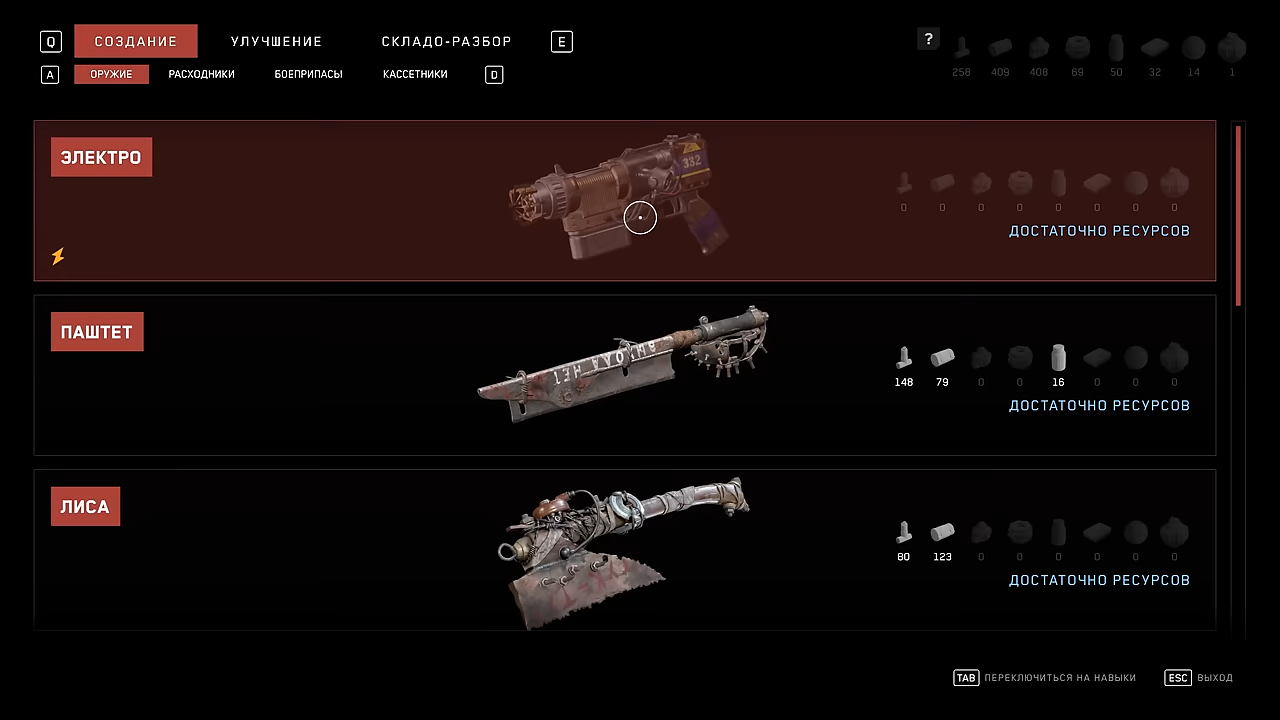 Q СОЗДАНИЕ УЛУЧШЕНИЕ СКЛАДО-РАЗБОР E
A ОРУЖИЕ РАСХОДНИКИ БОЕПРИПАСЫ КАССЕТНИКИ D
?
258 409 408 69 50 32 14 1
ЭЛЕКТРО
332
0 0 0 0 0 0 0 0
ДОСТАТОЧНО РЕСУРСОВ
ПАШТЕТ
ВЫХОДА НЕТ
148 79 0 0 16 0 0 0
ДОСТАТОЧНО РЕСУРСОВ
ЛИСА
80 123 0 0 0 0 0 0
ДОСТАТОЧНО РЕСУРСОВ
TAB ПЕРЕКЛЮЧИТЬСЯ НА НАВЫКИ ESC ВЫХОД